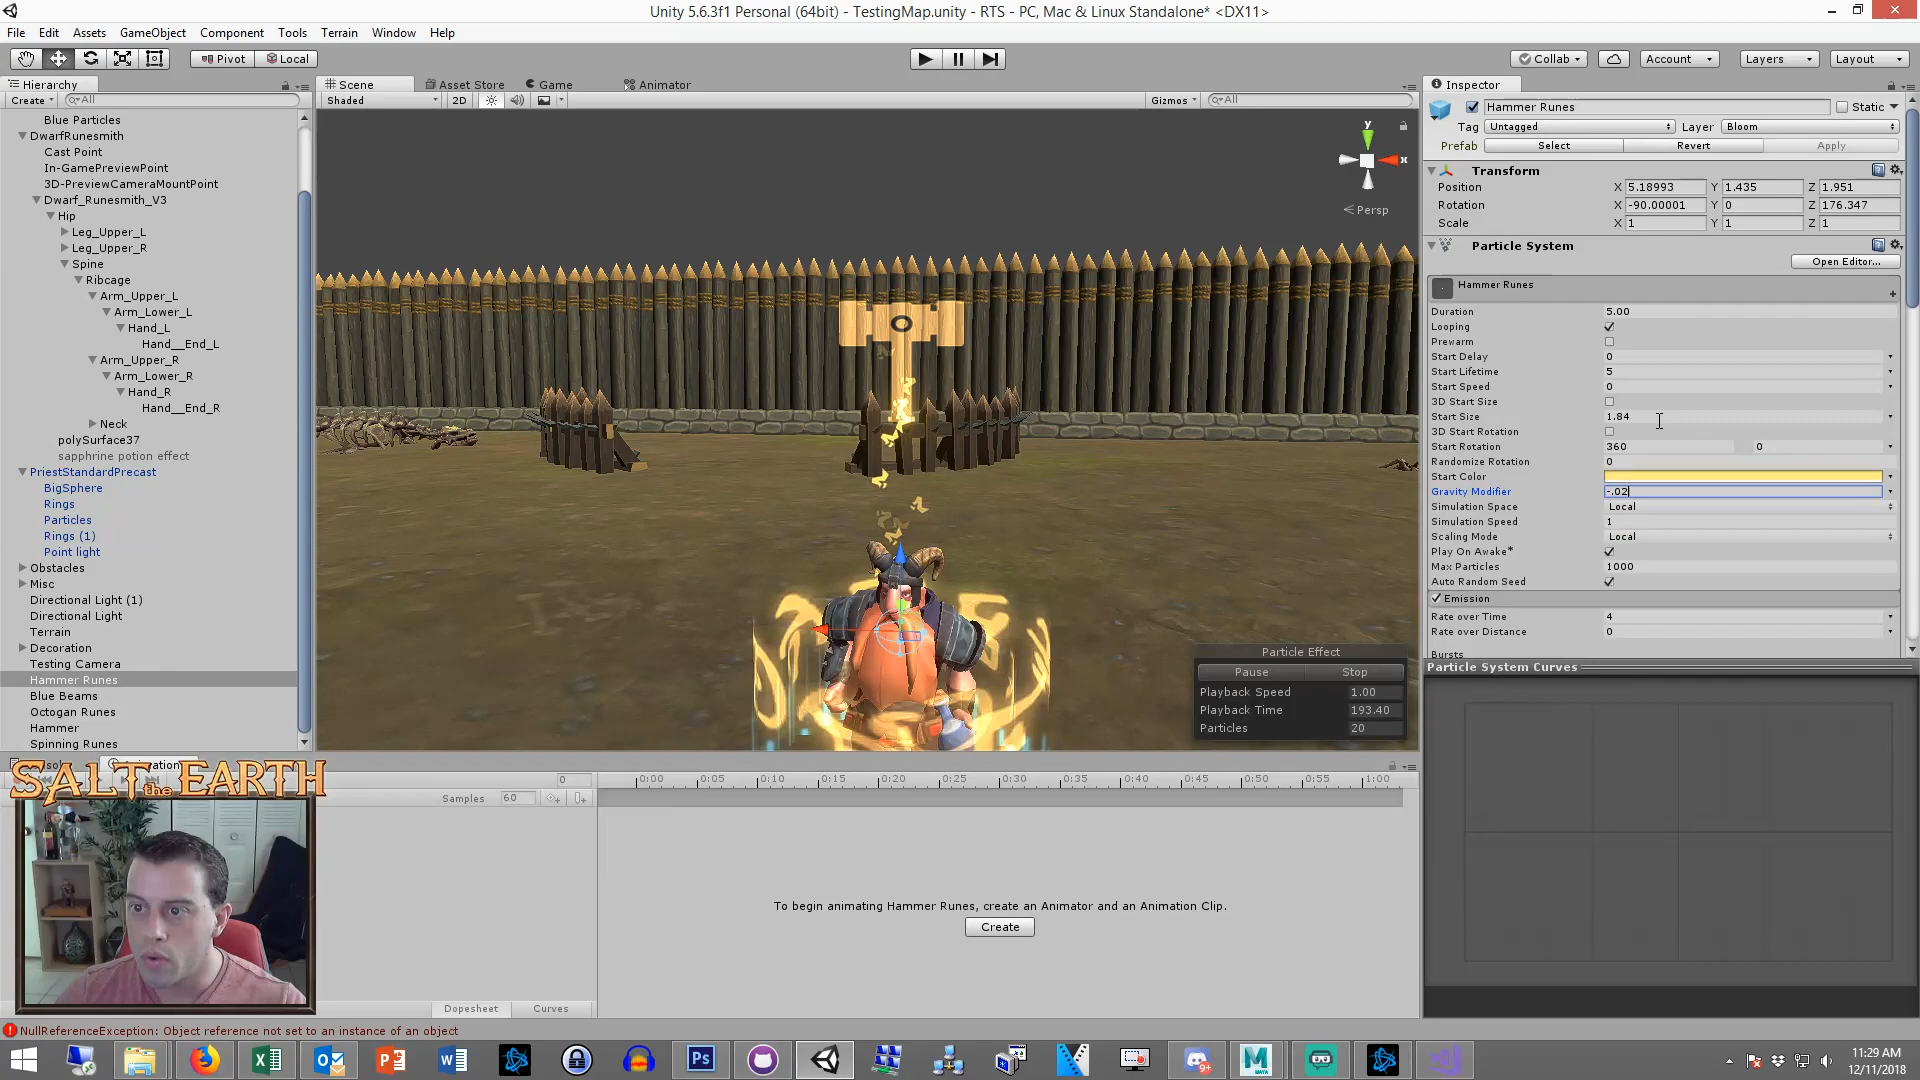 Unity 5.6.3f1 Personal (64bit) - TestingMap.unity - RTS - PC, Mac & Linux Standalone* <DX11>
File Edit Assets GameObject Component Tools Terrain Window Help
Pivot Local Collab Account Layers Layout
Hierarchy
Create All
Blue Particles
DwarfRunesmith
Cast Point
In-GamePreviewPoint
3D-PreviewCameraMountPoint
Dwarf_Runesmith_V3
Hip
Leg_Upper_L
Leg_Upper_R
Spine
Ribcage
Arm_Upper_L
Arm_Lower_L
Hand_L
Hand__End_L
Arm_Upper_R
Arm_Lower_R
Hand_R
Hand__End_R
Neck
polySurface37
sapphire potion effect
PriestStandardPrecast
BigSphere
Rings
Particles
Rings (1)
Point light
Obstacles
Misc
Directional Light (1)
Directional Light
Terrain
Decoration
Testing Camera
Hammer Runes
Blue Beams
Octogan Runes
Hammer
Spinning Runes
Scene Asset Store Game Animator
Shaded 2D Gizmos All
y
x
Persp
Particle Effect
Pause Stop
Playback Speed 1.00
Playback Time 193.40
Particles 20
Inspector
Hammer Runes Static
Tag Untagged Layer Bloom
Prefab Select Revert Apply
Transform
Position X 5.18993 Y 1.435 Z 1.951
Rotation X -90.00001 Y 0 Z 176.347
Scale X 1 Y 1 Z 1
Particle System
Open Editor...
Hammer Runes
Duration 5.00
Looping
Prewarm
Start Delay 0
Start Lifetime 5
Start Speed 0
3D Start Size
Start Size 1.84
3D Start Rotation
Start Rotation 360 0
Randomize Rotation 0
Start Color
Gravity Modifier -.02
Simulation Space Local
Simulation Speed 1
Scaling Mode Local
Play On Awake*
Max Particles 1000
Auto Random Seed
Emission
Rate over Time 4
Rate over Distance 0
Bursts
Particle System Curves
SALT the EARTH
0 0:00 0:05 0:10 0:15 0:20 0:25 0:30 0:35 0:40 0:45 0:50 0:55 1:00
Samples 60
To begin animating Hammer Runes, create an Animator and an Animation Clip.
Create
Dopesheet Curves
NullReferenceException: Object reference not set to an instance of an object
11:29 AM
12/11/2018